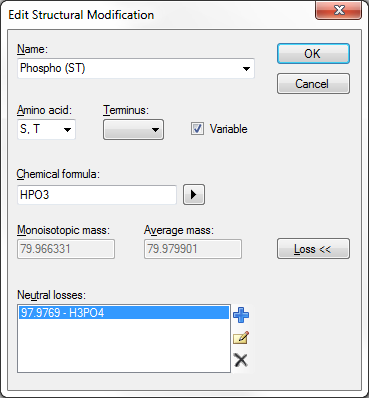 Edit Structural Modification
Name:
Phospho (ST)
OK
Cancel
Amino acid: Terminus:
S, T
Variable
Chemical formula:
HPO3
Monoisotopic mass: Average mass:
79.966331 79.979901
Loss <<
Neutral losses:
97.9769 - H3PO4